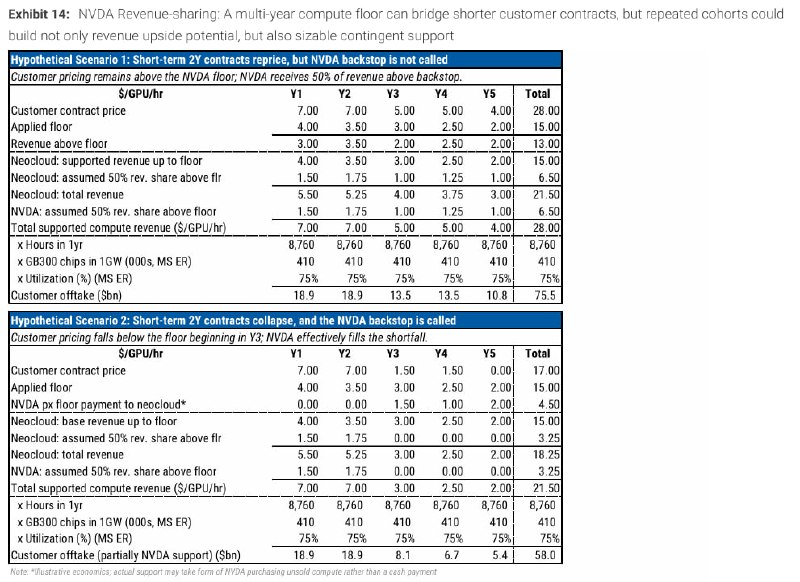 Exhibit 14: NVDA Revenue-sharing: A multi-year compute floor can bridge shorter customer contracts, but repeated cohorts could
build not only revenue upside potential, but also sizable contingent support
Hypothetical Scenario 1: Short-term 2Y contracts reprice, but NVDA backstop is not called
Customer pricing remains above the NVDA floor; NVDA receives 50% of revenue above backstop.
$/GPU/hr Y1 Y2 Y3 Y4 Y5 Total
Customer contract price 7.00 7.00 5.00 5.00 4.00 28.00
Applied floor 4.00 3.50 3.00 2.50 2.00 15.00
Revenue above floor 3.00 3.50 2.00 2.50 2.00 13.00
Neocloud: supported revenue up to floor 4.00 3.50 3.00 2.50 2.00 15.00
Neocloud: assumed 50% rev. share above flr 1.50 1.75 1.00 1.25 1.00 6.50
Neocloud: total revenue 5.50 5.25 4.00 3.75 3.00 21.50
NVDA: assumed 50% rev. share above floor 1.50 1.75 1.00 1.25 1.00 6.50
Total supported compute revenue ($/GPU/hr) 7.00 7.00 5.00 5.00 4.00 28.00
x Hours in 1yr 8,760 8,760 8,760 8,760 8,760 8,760
x GB300 chips in 1GW (000s, MS ER) 410 410 410 410 410 410
x Utilization (%) (MS ER) 75% 75% 75% 75% 75% 75%
Customer offtake ($bn) 18.9 18.9 13.5 13.5 10.8 75.5
Hypothetical Scenario 2: Short-term 2Y contracts collapse, and the NVDA backstop is called
Customer pricing falls below the floor beginning in Y3; NVDA effectively fills the shortfall.
$/GPU/hr Y1 Y2 Y3 Y4 Y5 Total
Customer contract price 7.00 7.00 1.50 1.50 0.00 17.00
Applied floor 4.00 3.50 3.00 2.50 2.00 15.00
NVDA px floor payment to neocloud* 0.00 0.00 1.50 1.00 2.00 4.50
Neocloud: base revenue up to floor 4.00 3.50 3.00 2.50 2.00 15.00
Neocloud: assumed 50% rev. share above flr 1.50 1.75 0.00 0.00 0.00 3.25
Neocloud: total revenue 5.50 5.25 3.00 2.50 2.00 18.25
NVDA: assumed 50% rev. share above floor 1.50 1.75 0.00 0.00 0.00 3.25
Total supported compute revenue ($/GPU/hr) 7.00 7.00 3.00 2.50 2.00 21.50
x Hours in 1yr 8,760 8,760 8,760 8,760 8,760 8,760
x GB300 chips in 1GW (000s, MS ER) 410 410 410 410 410 410
x Utilization (%) (MS ER) 75% 75% 75% 75% 75% 75%
Customer offtake (partially NVDA support) ($bn) 18.9 18.9 8.1 6.7 5.4 58.0
Note: *Illustrative economics; actual support may take form of NVDA purchasing unsold compute rather than a cash payment